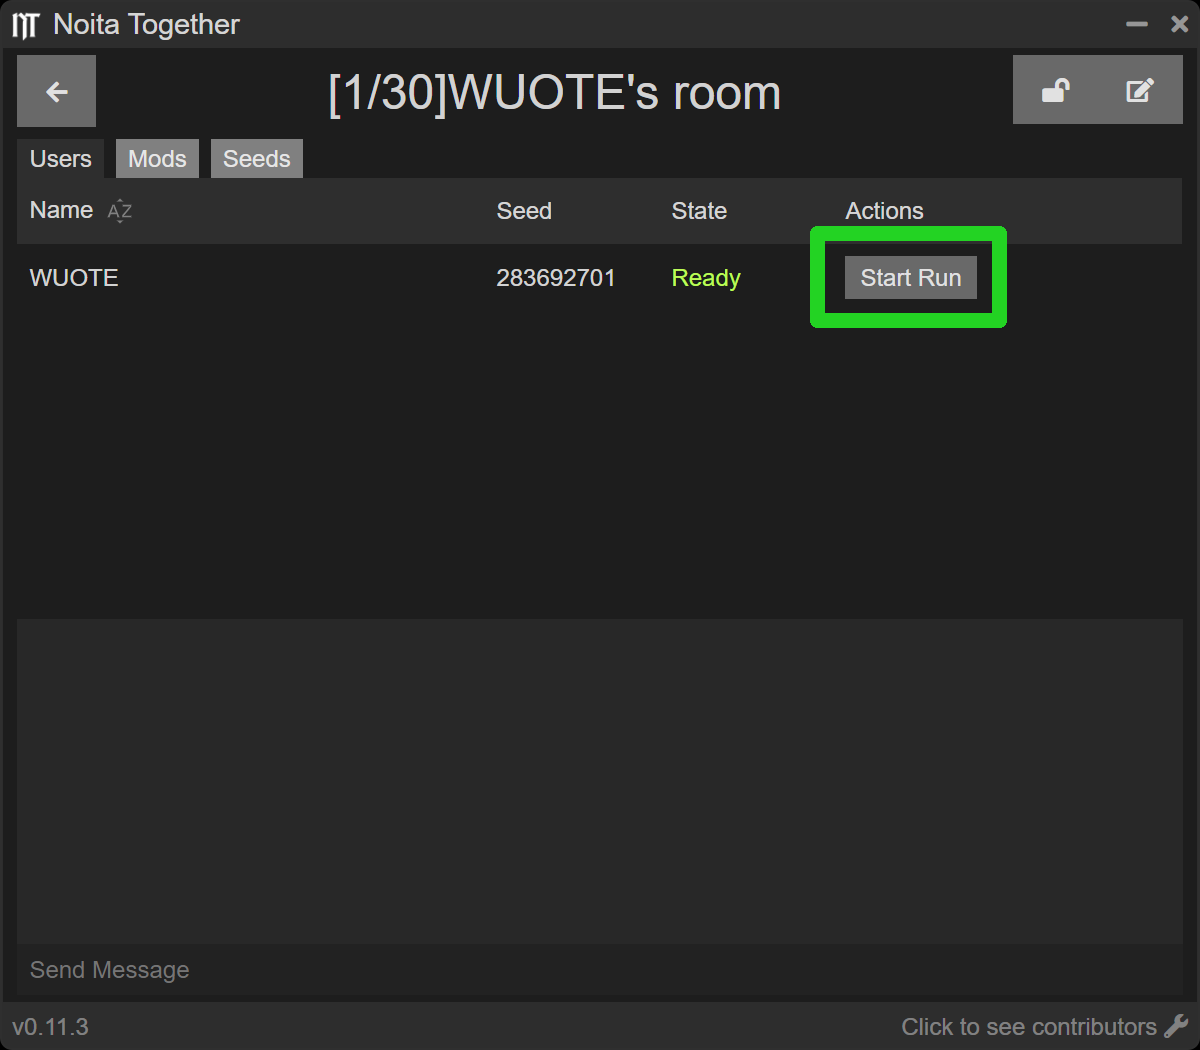 Noita Together
[1/30]WUOTE's room
Users Mods Seeds
Name AZ Seed State Actions
WUOTE 283692701 Ready Start Run
Send Message
v0.11.3 Click to see contributors